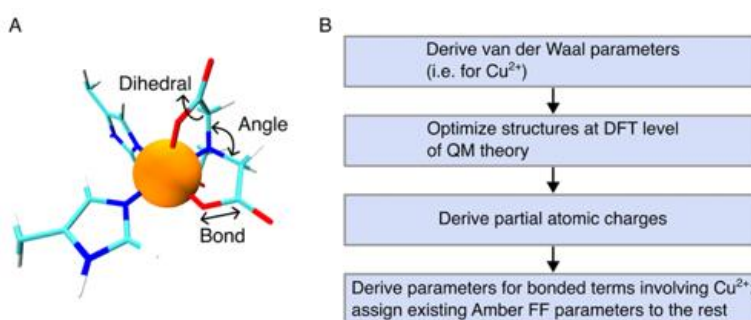 A
Dihedral
Angle
Bond
B
Derive van der Waal parameters
(i.e. for Cu²⁺)
Optimize structures at DFT level
of QM theory
Derive partial atomic charges
Derive parameters for bonded terms involving Cu²⁺
assign existing Amber FF parameters to the rest